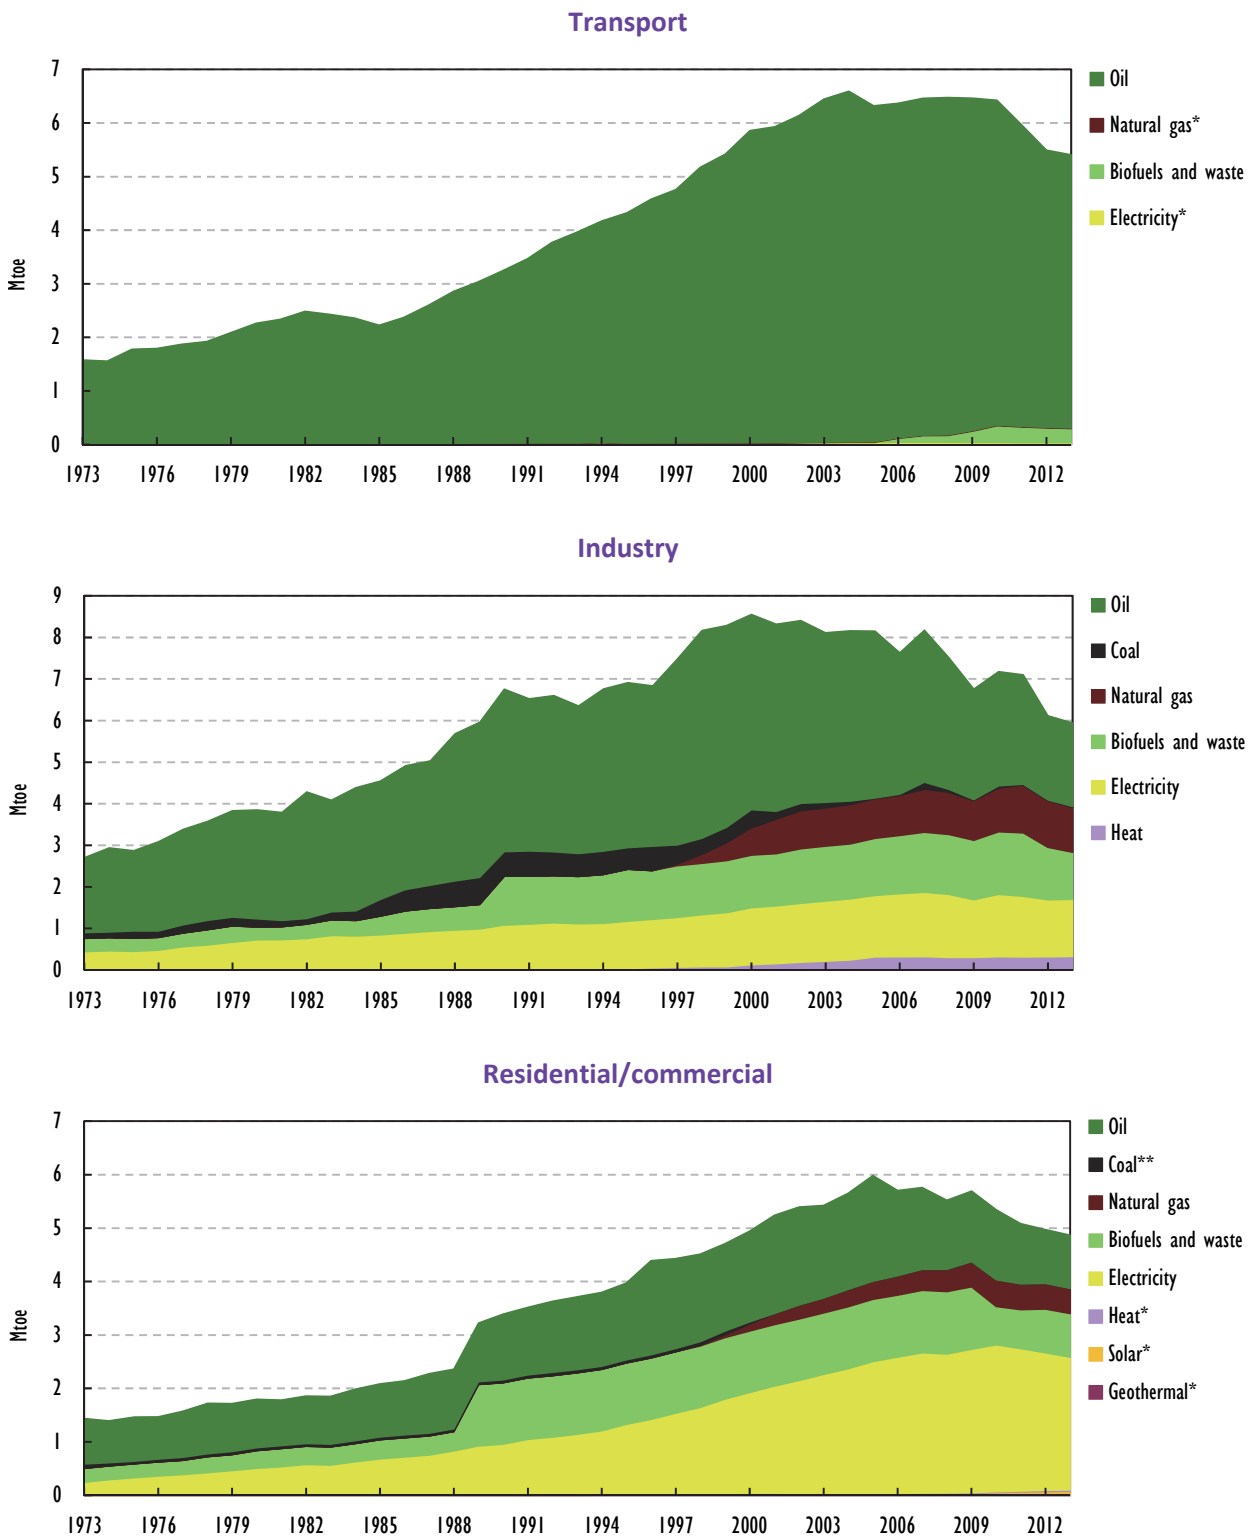 Transport
7
6
5
4
3
2
1
0
Mtoe
1973 1976 1979 1982 1985 1988 1991 1994 1997 2000 2003 2006 2009 2012
Oil
Natural gas*
Biofuels and waste
Electricity*
Industry
9
8
7
6
5
4
3
2
1
0
Mtoe
1973 1976 1979 1982 1985 1988 1991 1994 1997 2000 2003 2006 2009 2012
Oil
Coal
Natural gas
Biofuels and waste
Electricity
Heat
Residential/commercial
7
6
5
4
3
2
1
0
Mtoe
1973 1976 1979 1982 1985 1988 1991 1994 1997 2000 2003 2006 2009 2012
Oil
Coal**
Natural gas
Biofuels and waste
Electricity
Heat*
Solar*
Geothermal*